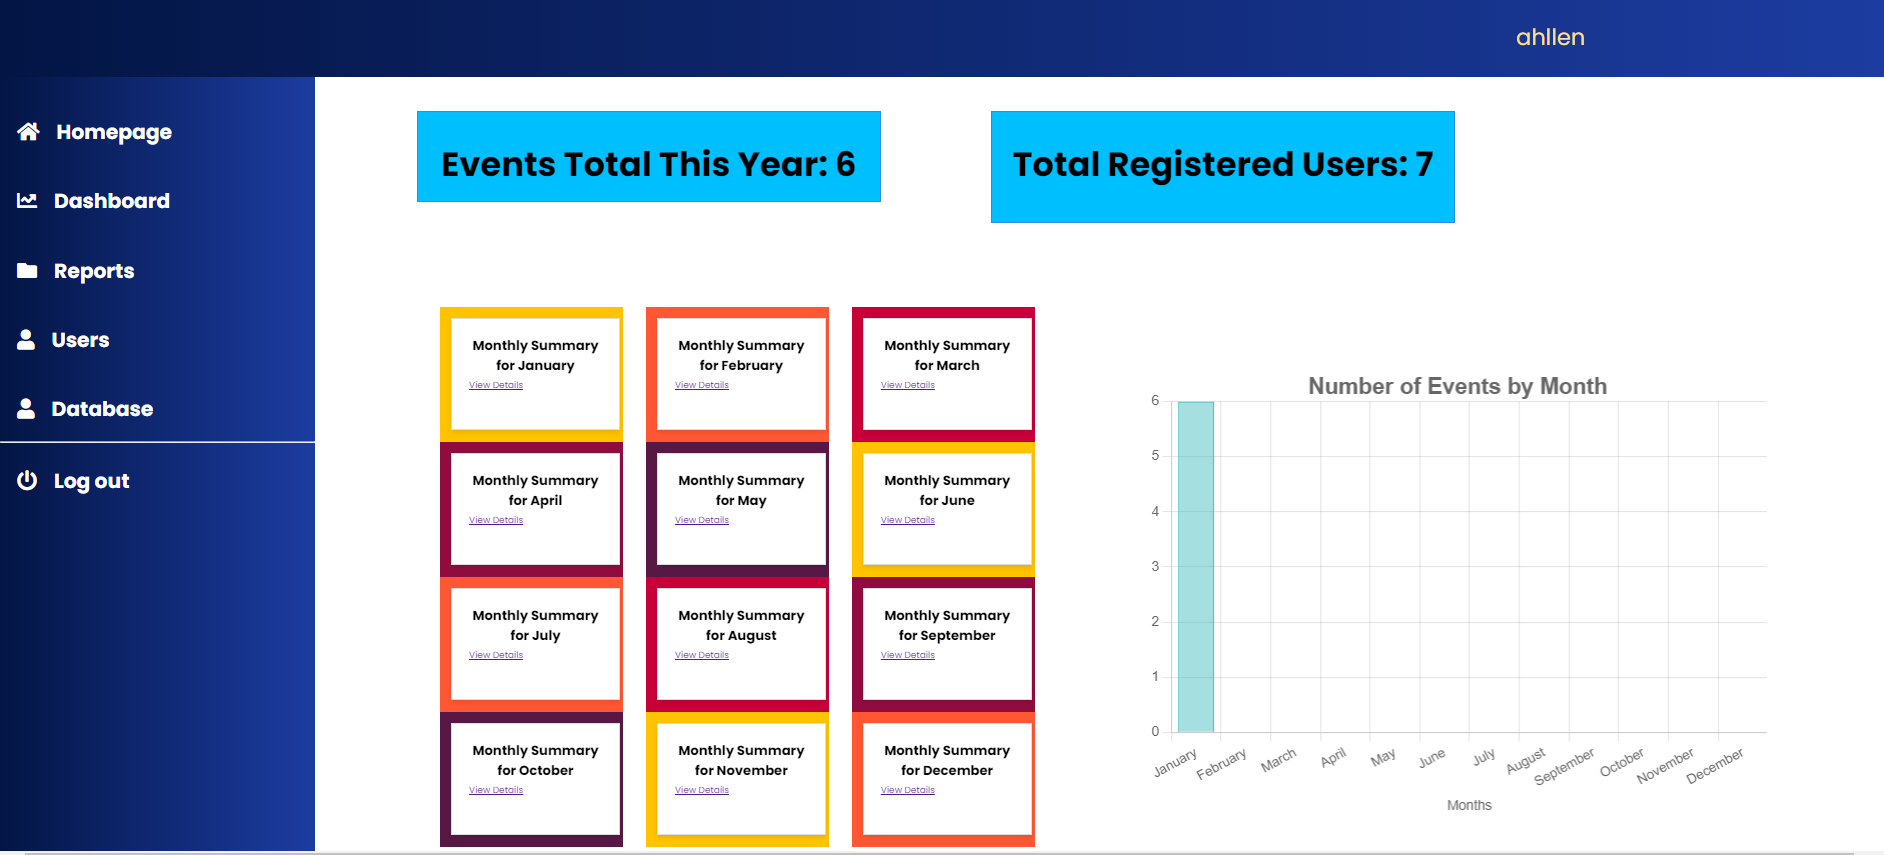 ahllen
Homepage
Dashboard
Reports
Users
Database
Log out
Events Total This Year: 6
Total Registered Users: 7
Monthly Summary
for January
View Details
Monthly Summary
for February
View Details
Monthly Summary
for March
View Details
Monthly Summary
for April
View Details
Monthly Summary
for May
View Details
Monthly Summary
for June
View Details
Monthly Summary
for July
View Details
Monthly Summary
for August
View Details
Monthly Summary
for September
View Details
Monthly Summary
for October
View Details
Monthly Summary
for November
View Details
Monthly Summary
for December
View Details
Number of Events by Month
6
5
4
3
2
1
0
January
February
March
April
May
June
July
August
September
October
November
December
Months